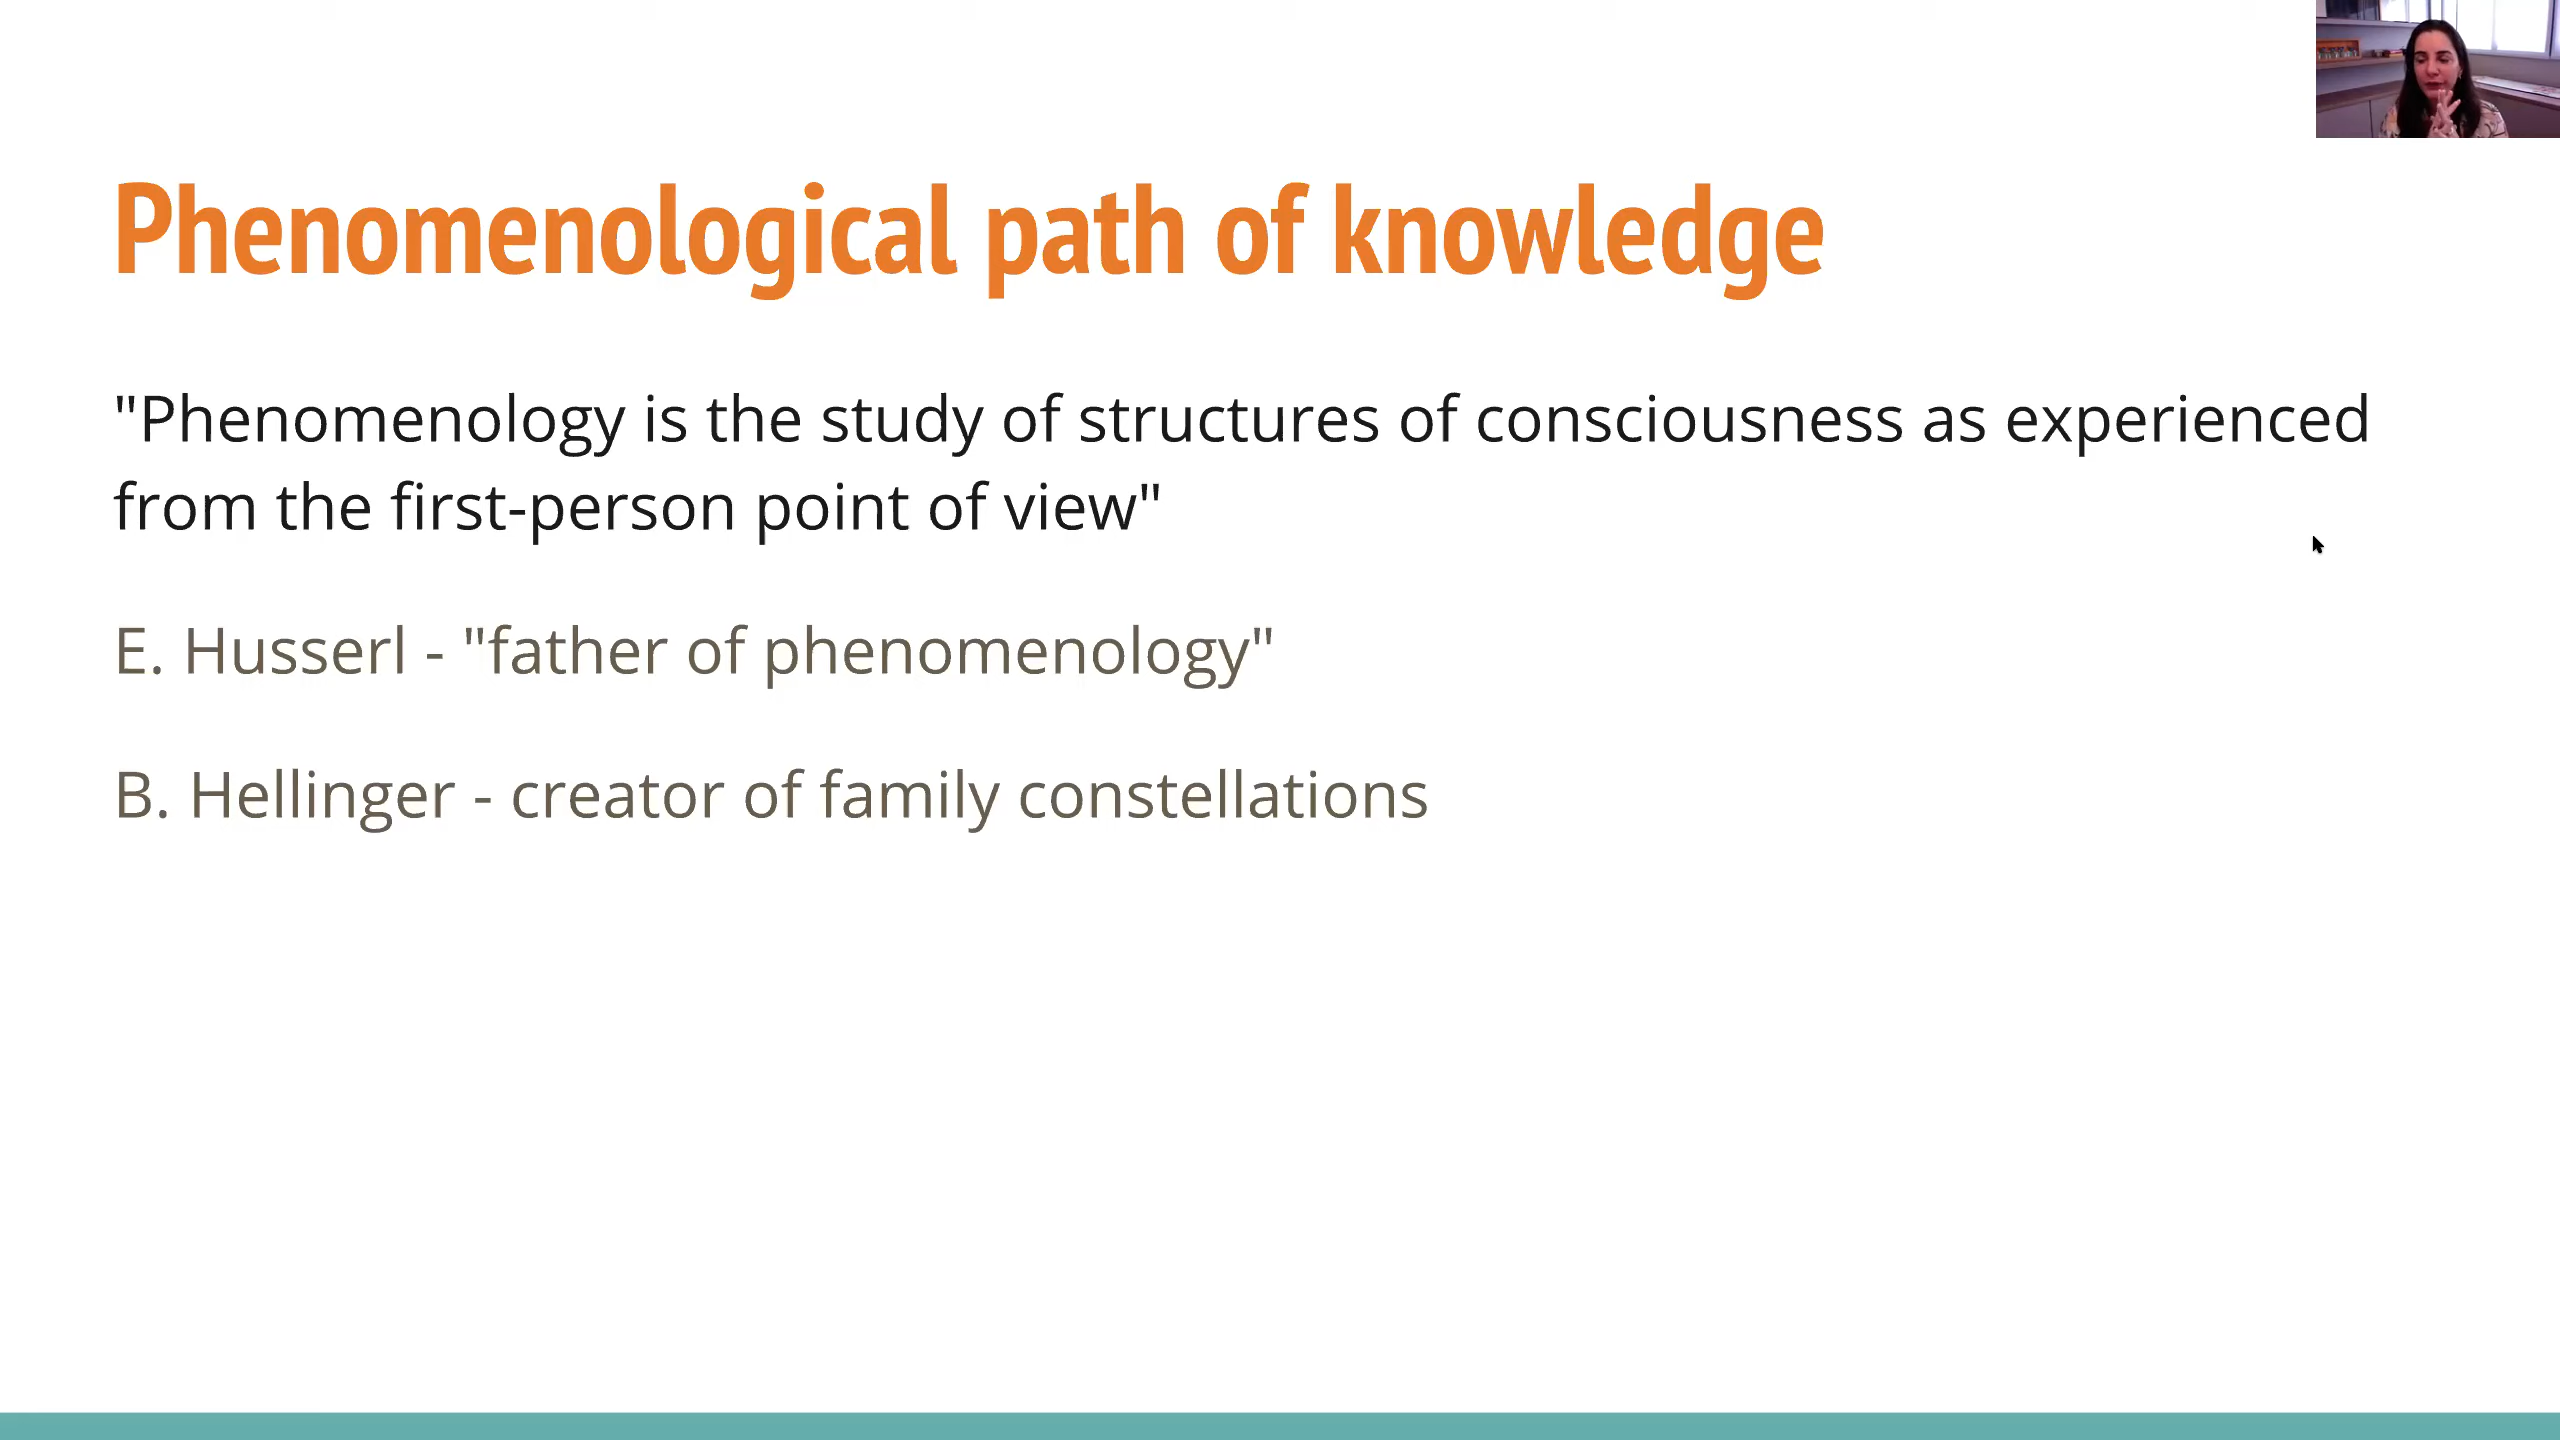 Phenomenological path of knowledge
"Phenomenology is the study of structures of consciousness as experienced
from the first-person point of view"
E. Husserl - "father of phenomenology"
B. Hellinger - creator of family constellations